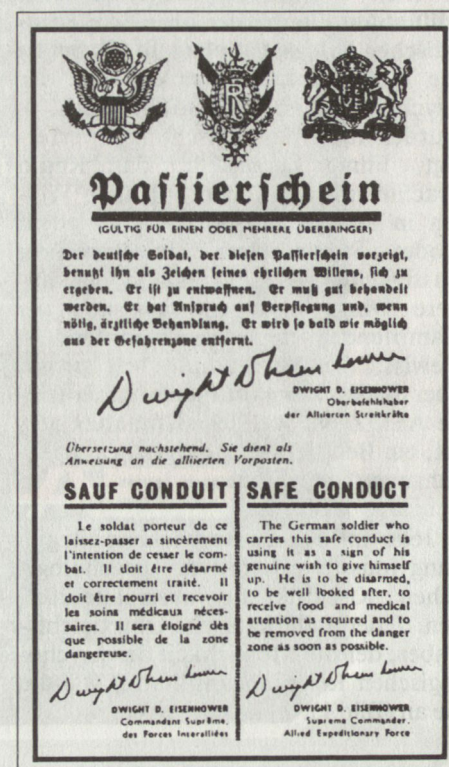 Passierschein
(GÜLTIG FÜR EINEN ODER MEHRERE ÜBERBRINGER)
Der deutsche Soldat, der diesen Passierschein vorzeigt,
benutzt ihn als Zeichen seines ehrlichen Willens, sich zu
ergeben. Er ist zu entwaffnen. Er muß gut behandelt
werden. Er hat Anspruch auf Verpflegung und, wenn
nötig, ärztliche Behandlung. Er wird so bald wie möglich
aus der Gefahrenzone entfernt.
Dwight D Eisenhower
DWIGHT D. EISENHOWER
Oberbefehlshaber
der Alliierten Streitkräfte
Übersetzung nachstehend. Sie dient als
Anweisung an die alliierten Vorposten.
SAUF CONDUIT
Le soldat porteur de ce
laissez-passer a sincèrement
l'intention de cesser le com-
bat. Il doit être désarmé
et correctement traité. Il
doit être nourri et recevoir
les soins médicaux néces-
saires. Il sera éloigné dès
que possible de la zone
dangereuse.
Dwight D Eisenhower
DWIGHT D. EISENHOWER
Commandant Suprême,
des Forces Interalliées
SAFE CONDUCT
The German soldier who
carries this safe conduct is
using it as a sign of his
genuine wish to give himself
up. He is to be disarmed,
to be well looked after, to
receive food and medical
attention as required and to
be removed from the danger
zone as soon as possible.
Dwight D Eisenhower
DWIGHT D. EISENHOWER
Supreme Commander,
Allied Expeditionary Force